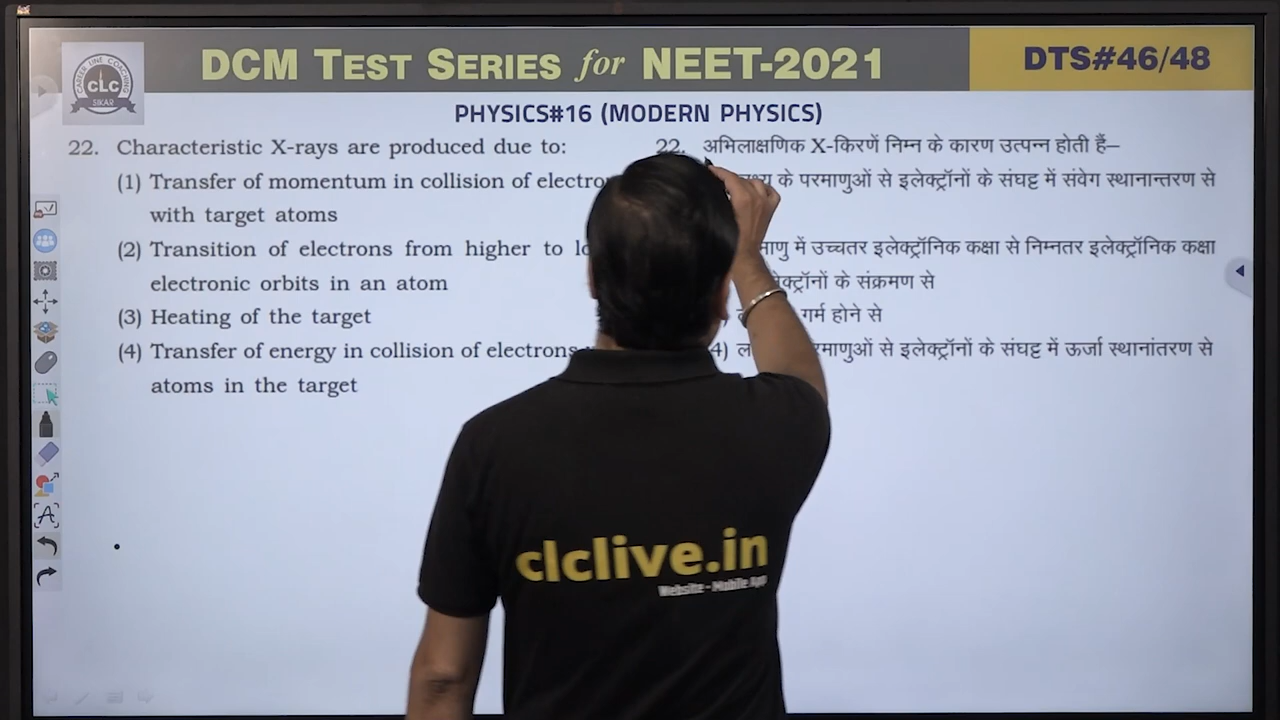 DCM TEST SERIES for NEET-2021
DTS#46/48
CAREER LINE COACHING
CLC
SIKAR
PHYSICS#16 (MODERN PHYSICS)
22. Characteristic X-rays are produced due to:
(1) Transfer of momentum in collision of electro
with target atoms
(2) Transition of electrons from higher to lo
electronic orbits in an atom
(3) Heating of the target
(4) Transfer of energy in collision of electrons
atoms in the target
22. अभिलाक्षणिक X-किरणें निम्न के कारण उत्पन्न होती हैं–
के परमाणुओं से इलेक्ट्रॉनों के संघट्ट में संवेग स्थानान्तरण से
में उच्चतर इलेक्ट्रॉनिक कक्षा से निम्नतर इलेक्ट्रॉनिक कक्षा
के संक्रमण से
गर्म होने से
4) से इलेक्ट्रॉनों के संघट्ट में ऊर्जा स्थानांतरण से
clclive.in
Website - Mobile App